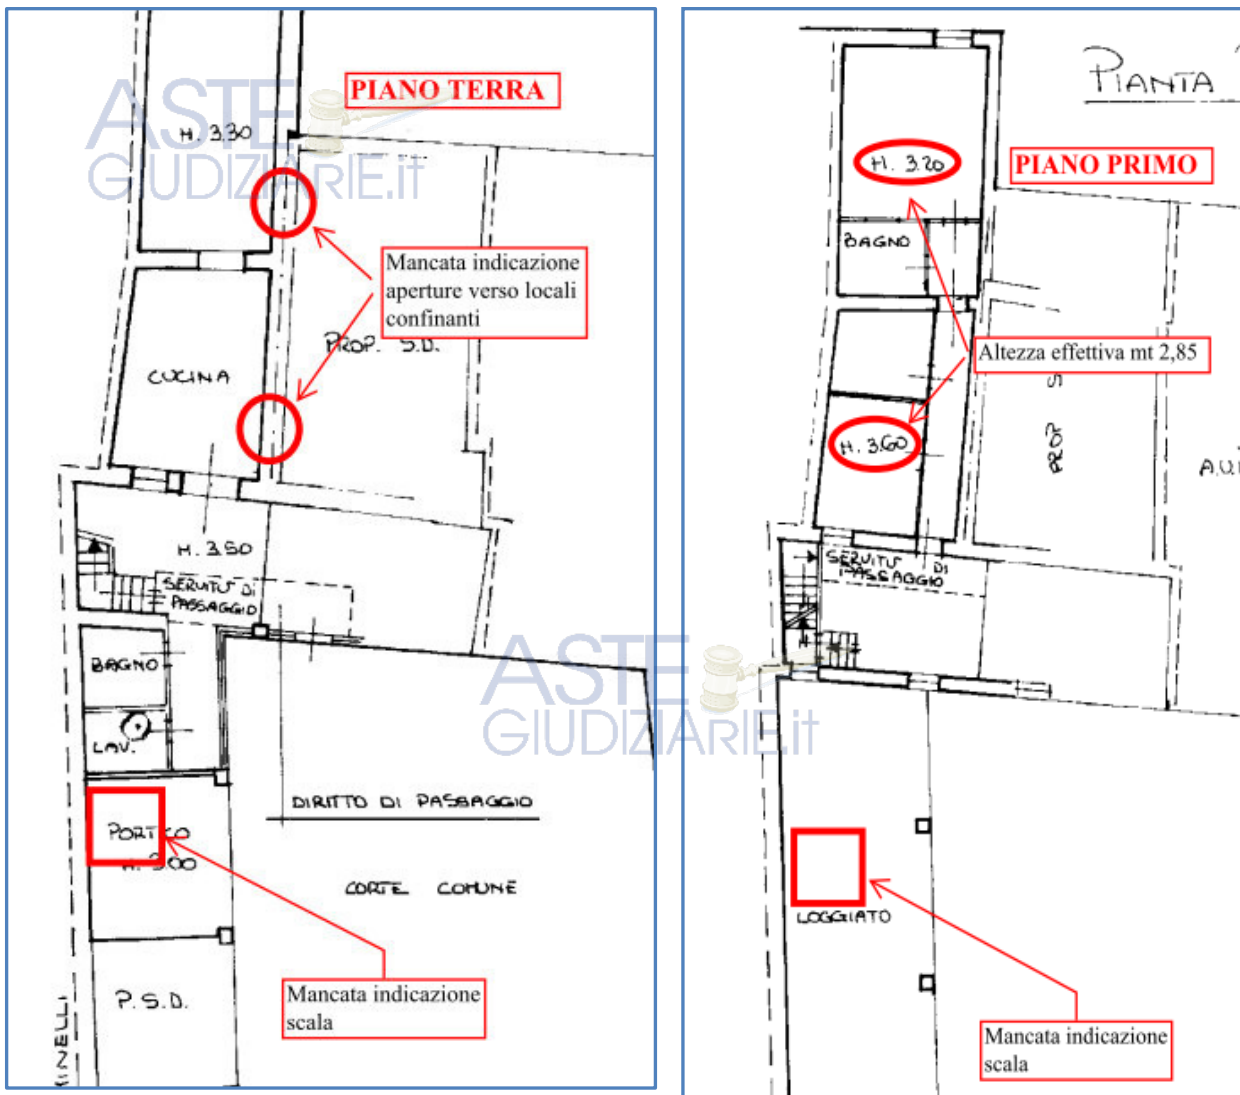 PIANO TERRA
ASTE
GIUDIZIARIE.it
H. 3.30
Mancata indicazione
aperture verso locali
confinanti
PROP. S.D.
CUCINA
H. 3.50
SERVITU' DI
PASSAGGIO
BAGNO
LAV.
PORTICO
H. 3.00
DIRITTO DI PASSAGGIO
CORTE COMUNE
Mancata indicazione
scala
P.S.D.
MINELLI
PIANTA
H. 3.20
PIANO PRIMO
BAGNO
Altezza effettiva mt 2,85
PROP S
H. 3.60
SERVITU' DI
PASSAGGIO
ASTE
GIUDIZIARIE.it
LOGGIATO
Mancata indicazione
scala